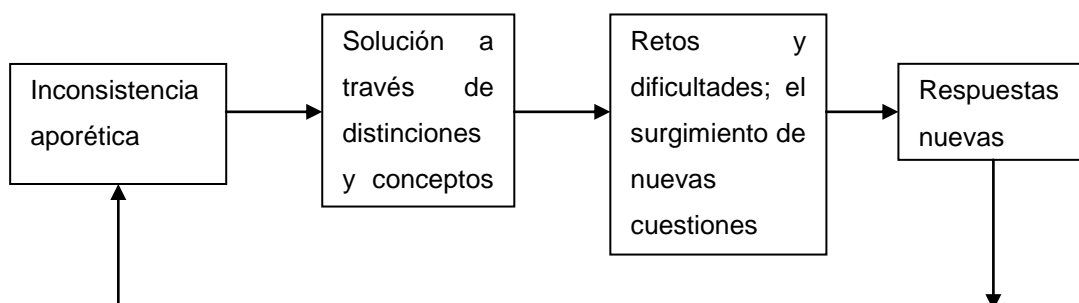 Inconsistencia
aporética
Solución a
través de
distinciones
y conceptos
Retos y
dificultades; el
surgimiento de
nuevas
cuestiones
Respuestas
nuevas